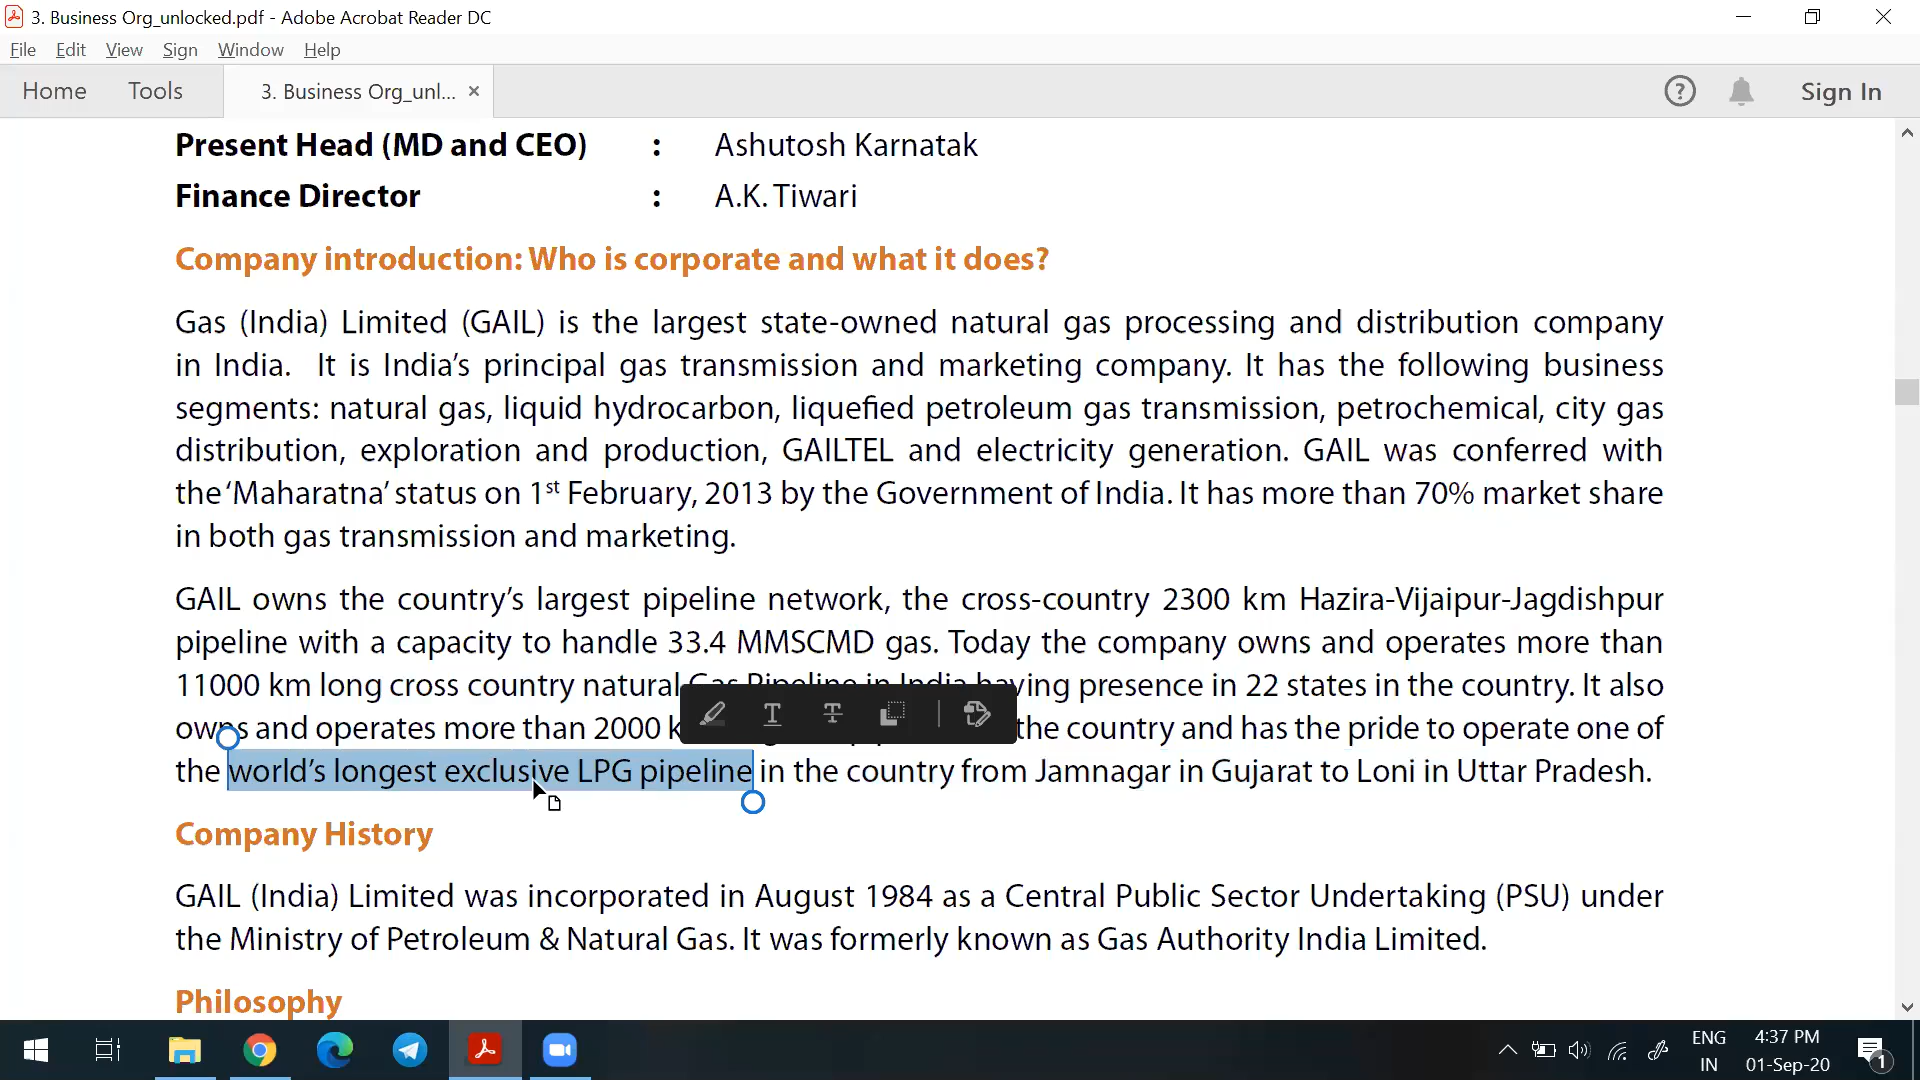 3. Business Org_unlocked.pdf - Adobe Acrobat Reader DC
File Edit View Sign Window Help
Home Tools 3. Business Org_unl... × ? Sign In
Present Head (MD and CEO) : Ashutosh Karnatak
Finance Director : A.K. Tiwari
Company introduction: Who is corporate and what it does?
Gas (India) Limited (GAIL) is the largest state-owned natural gas processing and distribution company
in India. It is India’s principal gas transmission and marketing company. It has the following business
segments: natural gas, liquid hydrocarbon, liquefied petroleum gas transmission, petrochemical, city gas
distribution, exploration and production, GAILTEL and electricity generation. GAIL was conferred with
the ‘Maharatna’ status on 1st February, 2013 by the Government of India. It has more than 70% market share
in both gas transmission and marketing.
GAIL owns the country’s largest pipeline network, the cross-country 2300 km Hazira-Vijaipur-Jagdishpur
pipeline with a capacity to handle 33.4 MMSCMD gas. Today the company owns and operates more than
11000 km long cross country natural Gas Pipeline in India having presence in 22 states in the country. It also
owns and operates more than 2000 the country and has the pride to operate one of
the world’s longest exclusive LPG pipeline in the country from Jamnagar in Gujarat to Loni in Uttar Pradesh.
Company History
GAIL (India) Limited was incorporated in August 1984 as a Central Public Sector Undertaking (PSU) under
the Ministry of Petroleum & Natural Gas. It was formerly known as Gas Authority India Limited.
Philosophy
ENG 4:37 PM
IN 01-Sep-20 1